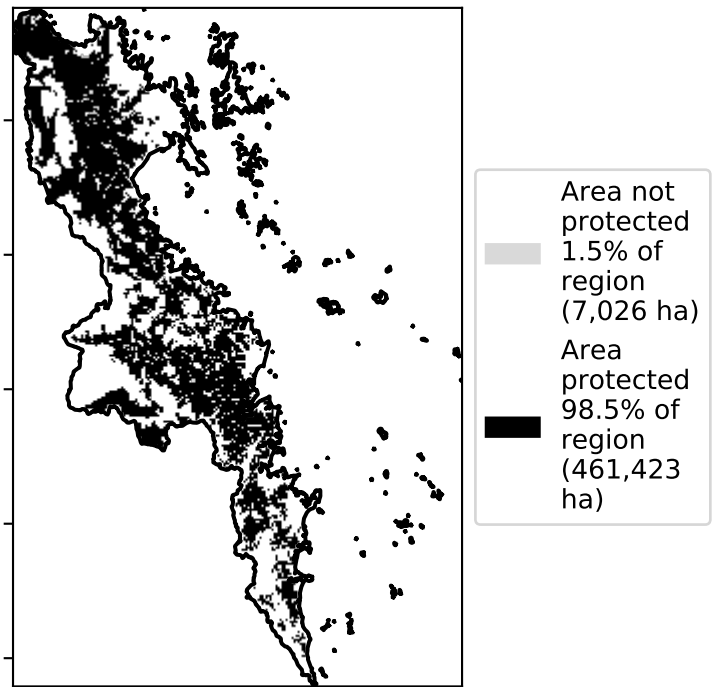 Area not
protected
1.5% of
region
(7,026 ha)
Area
protected
98.5% of
region
(461,423
ha)